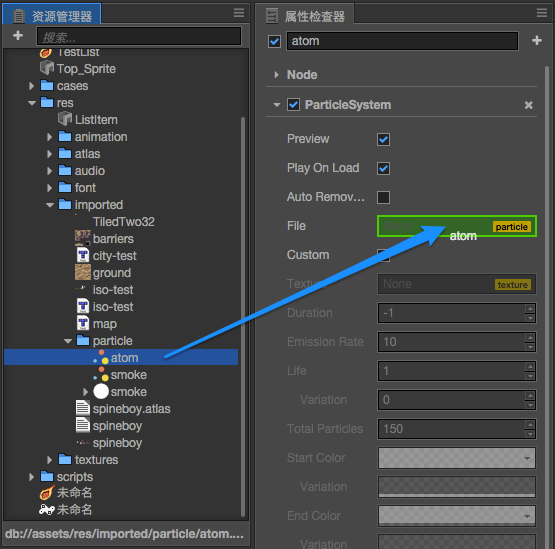 资源管理器
搜索...
TestList
Top_Sprite
cases
res
ListItem
animation
atlas
audio
font
imported
TiledTwo32
barriers
city-test
ground
iso-test
iso-test
map
particle
atom
smoke
smoke
spineboy.atlas
spineboy
spineboy
textures
scripts
未命名
未命名
db://assets/res/imported/particle/atom....
属性检查器
atom
Node
ParticleSystem
Preview
Play On Load
Auto Remov...
File particle
atom
Custom
Texture None texture
Duration -1
Emission Rate 10
Life 1
Variation 0
Total Particles 150
Start Color
Variation
End Color
Variation